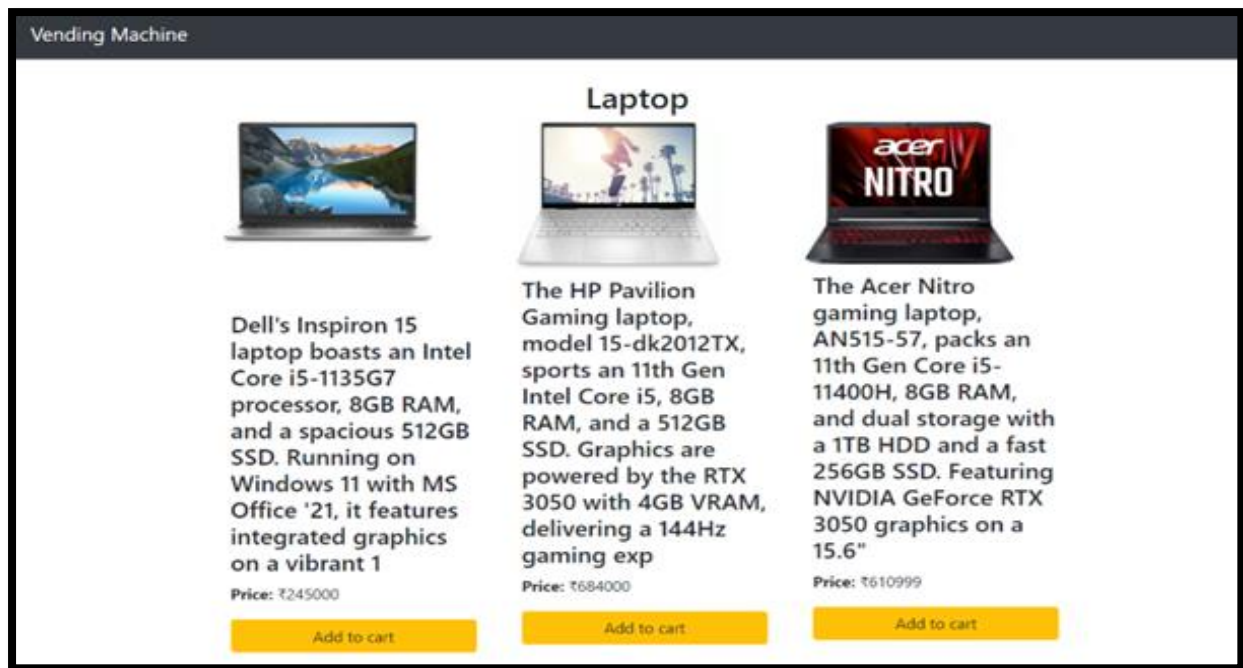 Vending Machine
Laptop
Dell's Inspiron 15
laptop boasts an Intel
Core i5-1135G7
processor, 8GB RAM,
and a spacious 512GB
SSD. Running on
Windows 11 with MS
Office '21, it features
integrated graphics
on a vibrant 1
Price: ₹245000
Add to cart
The HP Pavilion
Gaming laptop,
model 15-dk2012TX,
sports an 11th Gen
Intel Core i5, 8GB
RAM, and a 512GB
SSD. Graphics are
powered by the RTX
3050 with 4GB VRAM,
delivering a 144Hz
gaming exp
Price: ₹684000
Add to cart
acer
NITRO
The Acer Nitro
gaming laptop,
AN515-57, packs an
11th Gen Core i5-
11400H, 8GB RAM,
and dual storage with
a 1TB HDD and a fast
256GB SSD. Featuring
NVIDIA GeForce RTX
3050 graphics on a
15.6"
Price: ₹610999
Add to cart